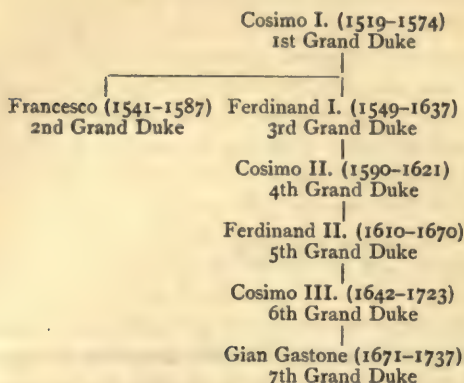 Cosimo I. (1519–1574)
1st Grand Duke
Francesco (1541–1587) Ferdinand I. (1549–1637)
2nd Grand Duke 3rd Grand Duke
Cosimo II. (1590–1621)
4th Grand Duke
Ferdinand II. (1610–1670)
5th Grand Duke
Cosimo III. (1642–1723)
6th Grand Duke
Gian Gastone (1671–1737)
7th Grand Duke